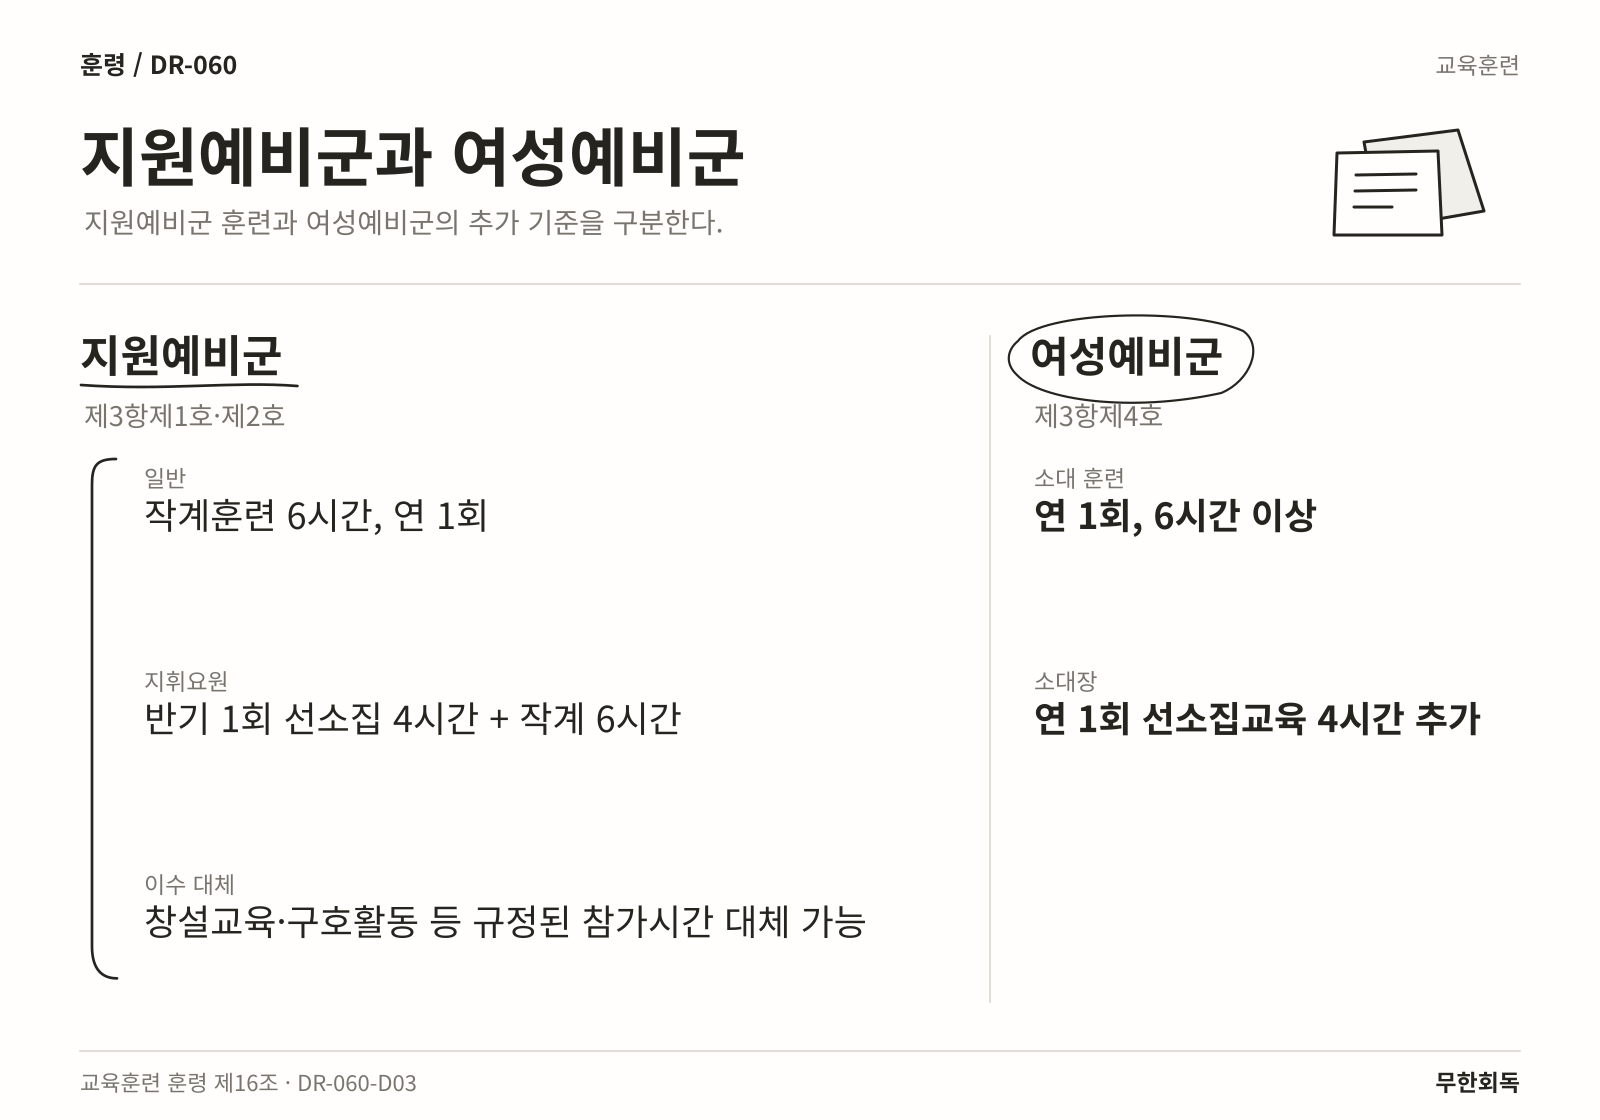 훈령 / DR-060
교육훈련
지원예비군과 여성예비군
지원예비군 훈련과 여성예비군의 추가 기준을 구분한다.
지원예비군
제3항제1호·제2호
일반
작계훈련 6시간, 연 1회
지휘요원
반기 1회 선소집 4시간 + 작계 6시간
이수 대체
창설교육·구호활동 등 규정된 참가시간 대체 가능
여성예비군
제3항제4호
소대 훈련
연 1회, 6시간 이상
소대장
연 1회 선소집교육 4시간 추가
교육훈련 훈령 제16조 · DR-060-D03
무한회독